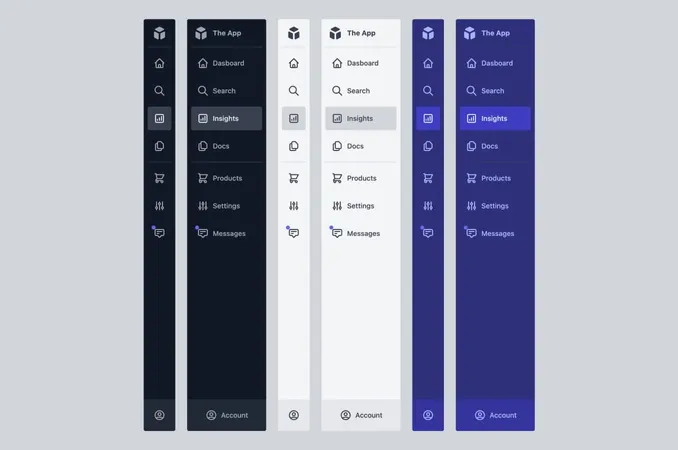 The App
Dasboard
Search
Insights
Docs
Products
Settings
Messages
Account
The App
Dasboard
Search
Insights
Docs
Products
Settings
Messages
Account
The App
Dasboard
Search
Insights
Docs
Products
Settings
Messages
Account